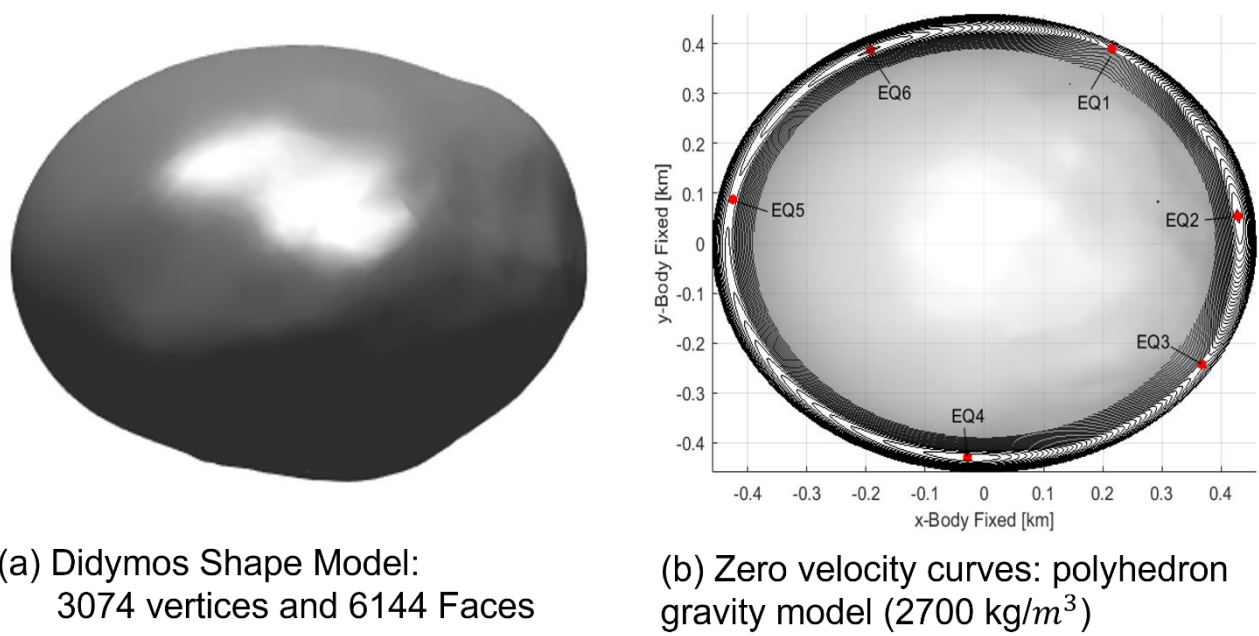 0.4
0.3
0.2
0.1
0
-0.1
-0.2
-0.3
-0.4
y-Body Fixed [km]
EQ6
EQ1
EQ5
EQ2
EQ3
EQ4
-0.4 -0.3 -0.2 -0.1 0 0.1 0.2 0.3 0.4
x-Body Fixed [km]
(a) Didymos Shape Model:
3074 vertices and 6144 Faces
(b) Zero velocity curves: polyhedron
gravity model (2700 kg/m³)